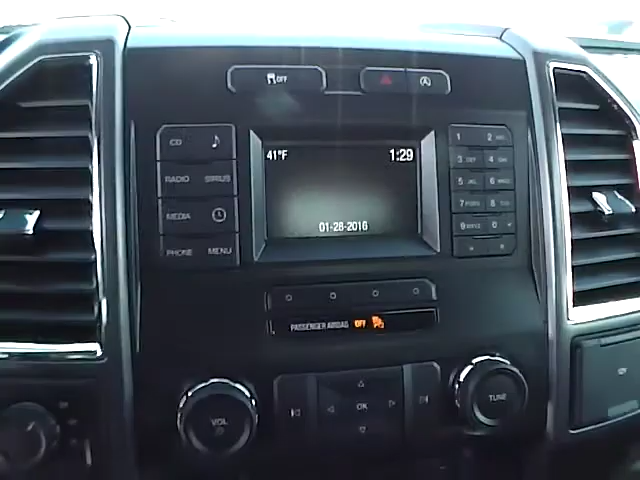 OFF
41°F 1:29
01-28-2016
CD
RADIO SIRIUS
MEDIA
PHONE MENU
1 2 ABC
3 DEF 4 GHI
5 JKL 6 MNO
7 PQRS 8 TUV
9 WXYZ 0
PASSENGER AIRBAG OFF
VOL
OK
TUNE